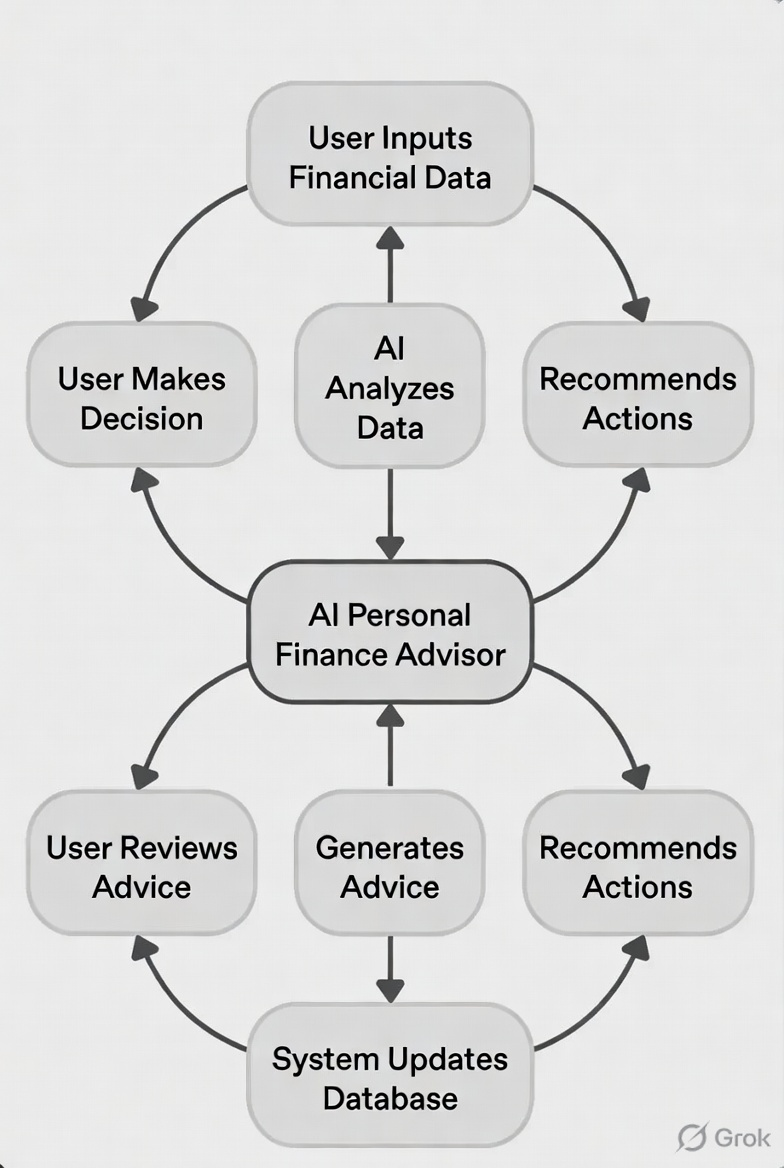 User Inputs
Financial Data
User Makes
Decision
AI
Analyzes
Data
Recommends
Actions
AI Personal
Finance Advisor
User Reviews
Advice
Generates
Advice
Recommends
Actions
System Updates
Database
Grok